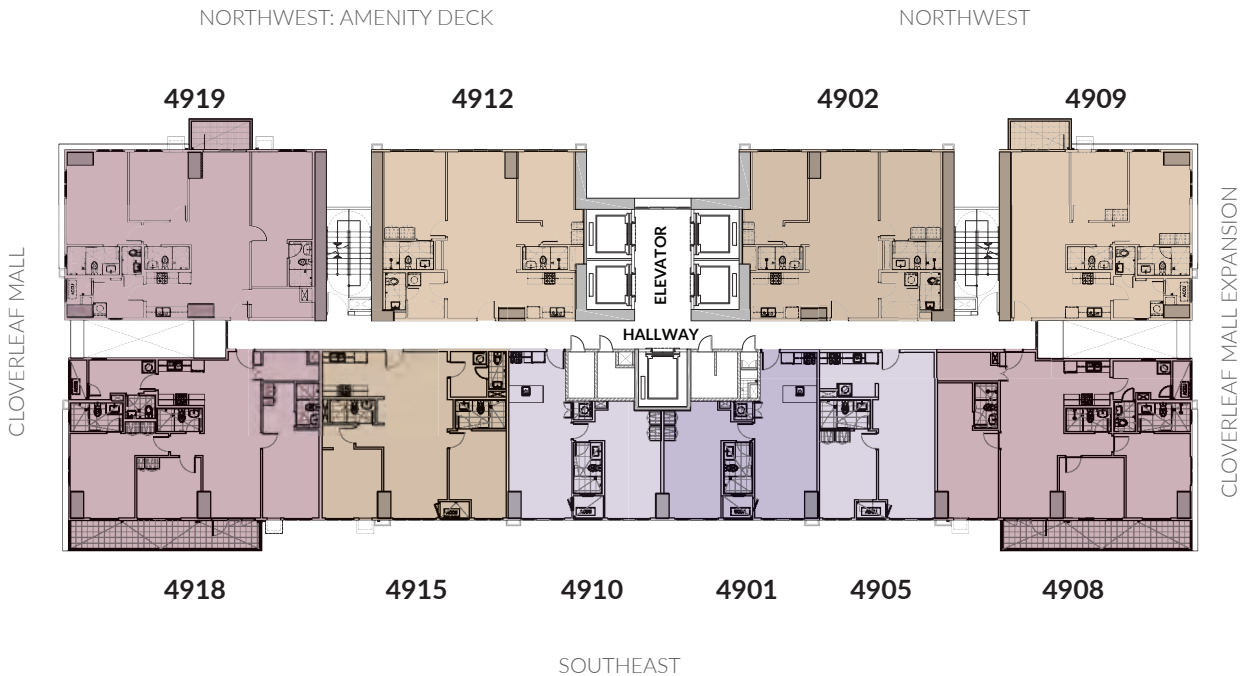 NORTHWEST: AMENITY DECK
NORTHWEST
4919
4912
4902
4909
CLOVERLEAF MALL
ELEVATOR
HALLWAY
CLOVERLEAF MALL EXPANSION
4918
4915
4910
4901
4905
4908
SOUTHEAST